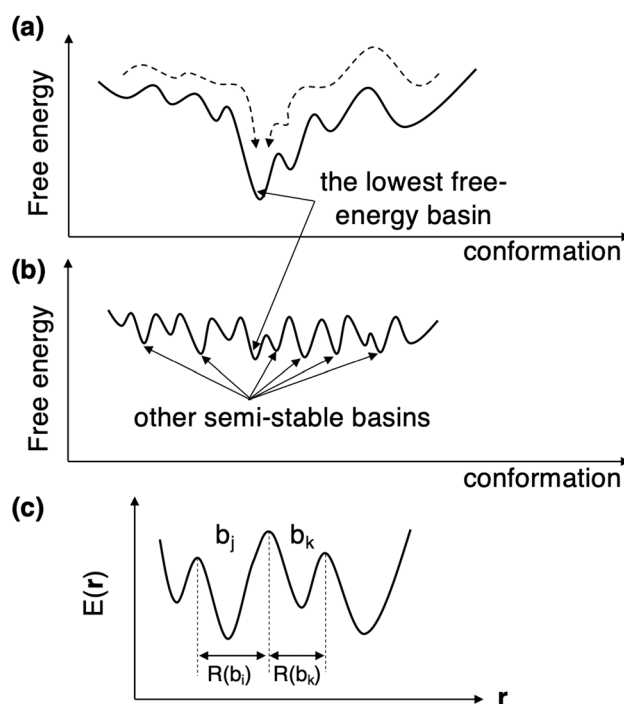 (a)
Free energy
the lowest free-
energy basin
conformation
(b)
Free energy
other semi-stable basins
conformation
(c)
E(r)
bj
bk
R(bi)
R(bk)
r